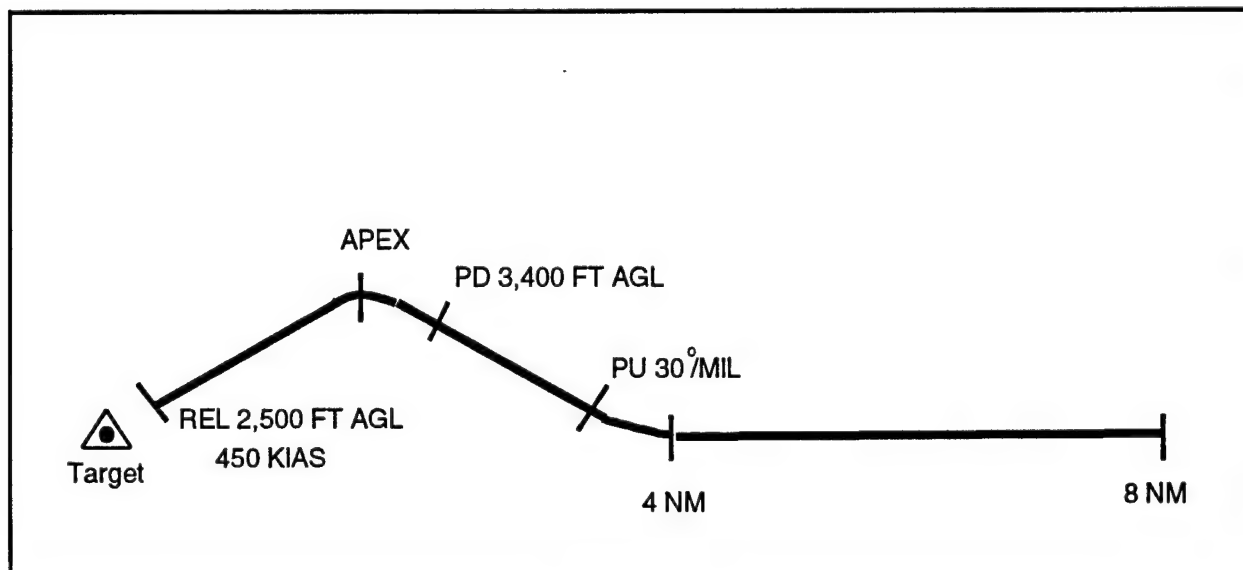 APEX
PD 3,400 FT AGL
PU 30°/MIL
REL 2,500 FT AGL
450 KIAS
Target
4 NM
8 NM